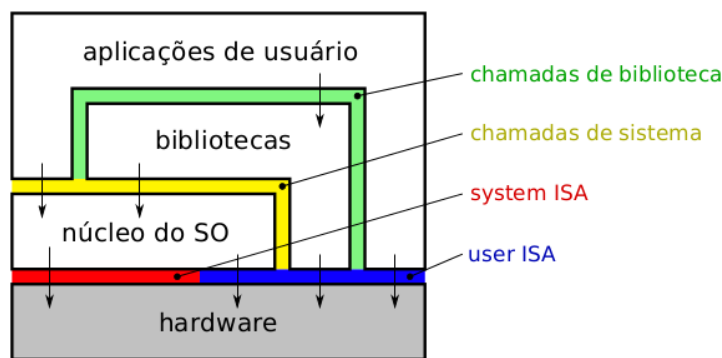 aplicações de usuário
chamadas de biblioteca
bibliotecas
chamadas de sistema
system ISA
núcleo do SO
user ISA
hardware